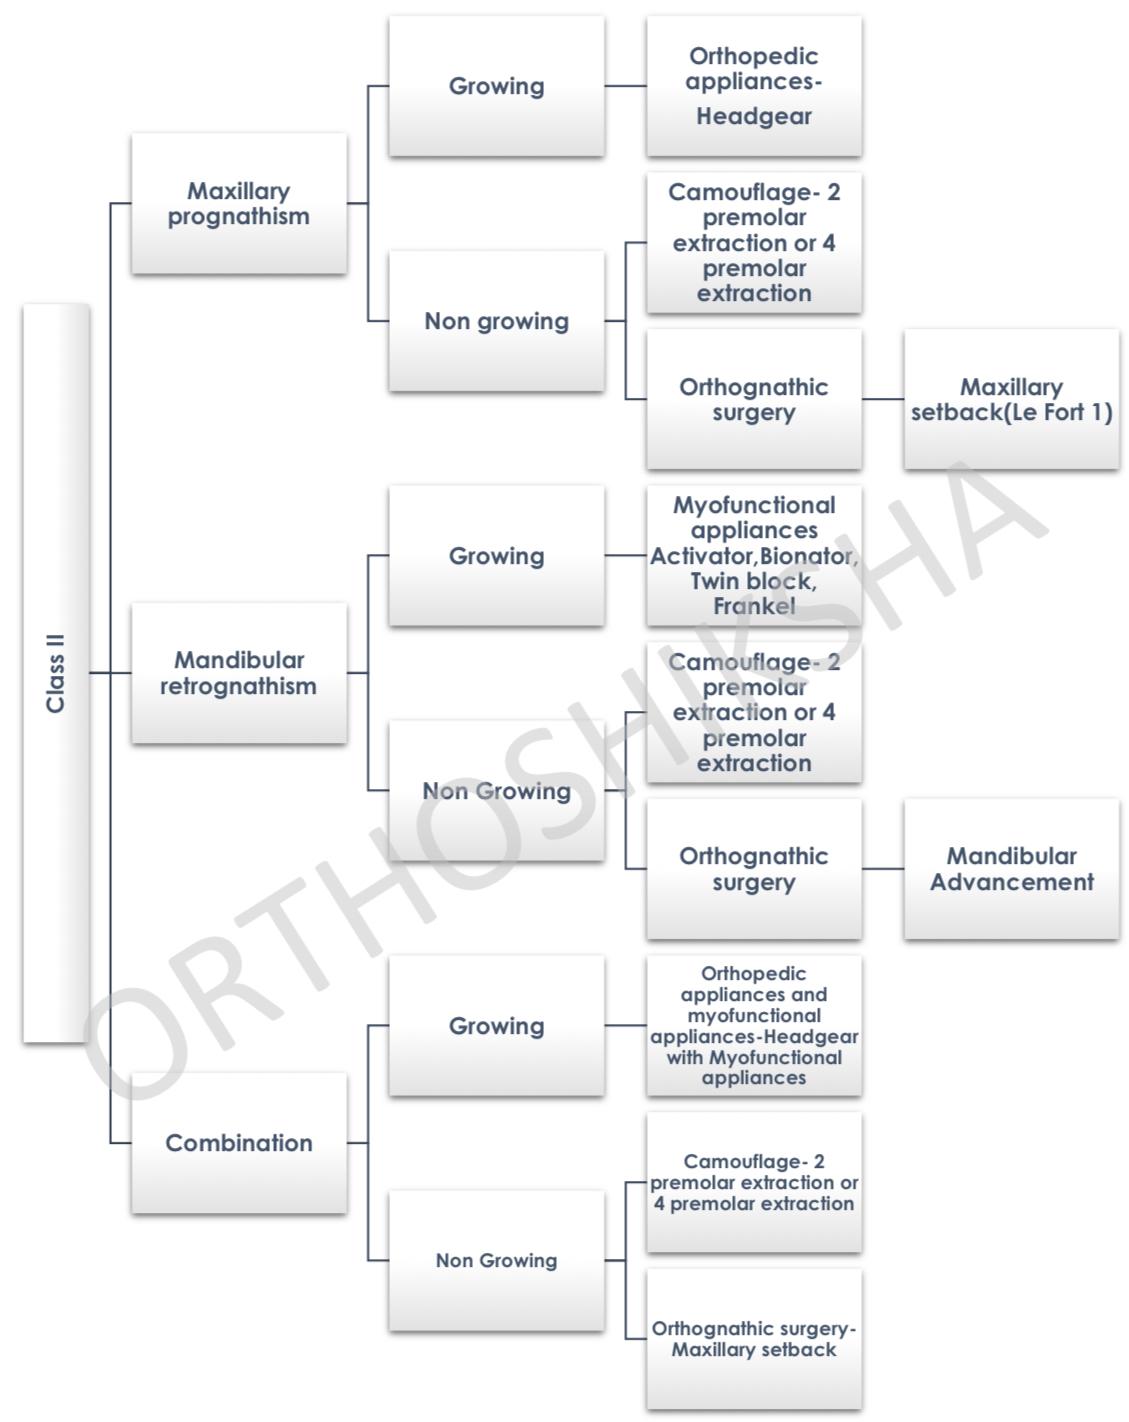 Class II
Maxillary
prognathism
Growing
Orthopedic
appliances-
Headgear
Non growing
Camouflage- 2
premolar
extraction or 4
premolar
extraction
Orthognathic
surgery
Maxillary
setback(Le Fort 1)
Mandibular
retrognathism
Growing
Myofunctional
appliances
Activator,Bionator,
Twin block,
Frankel
Non Growing
Camouflage- 2
premolar
extraction or 4
premolar
extraction
Orthognathic
surgery
Mandibular
Advancement
Combination
Growing
Orthopedic
appliances and
myofunctional
appliances-Headgear
with Myofunctional
appliances
Non Growing
Camouflage- 2
premolar extraction or
4 premolar extraction
Orthognathic surgery-
Maxillary setback
ORTHOSHIKSHA